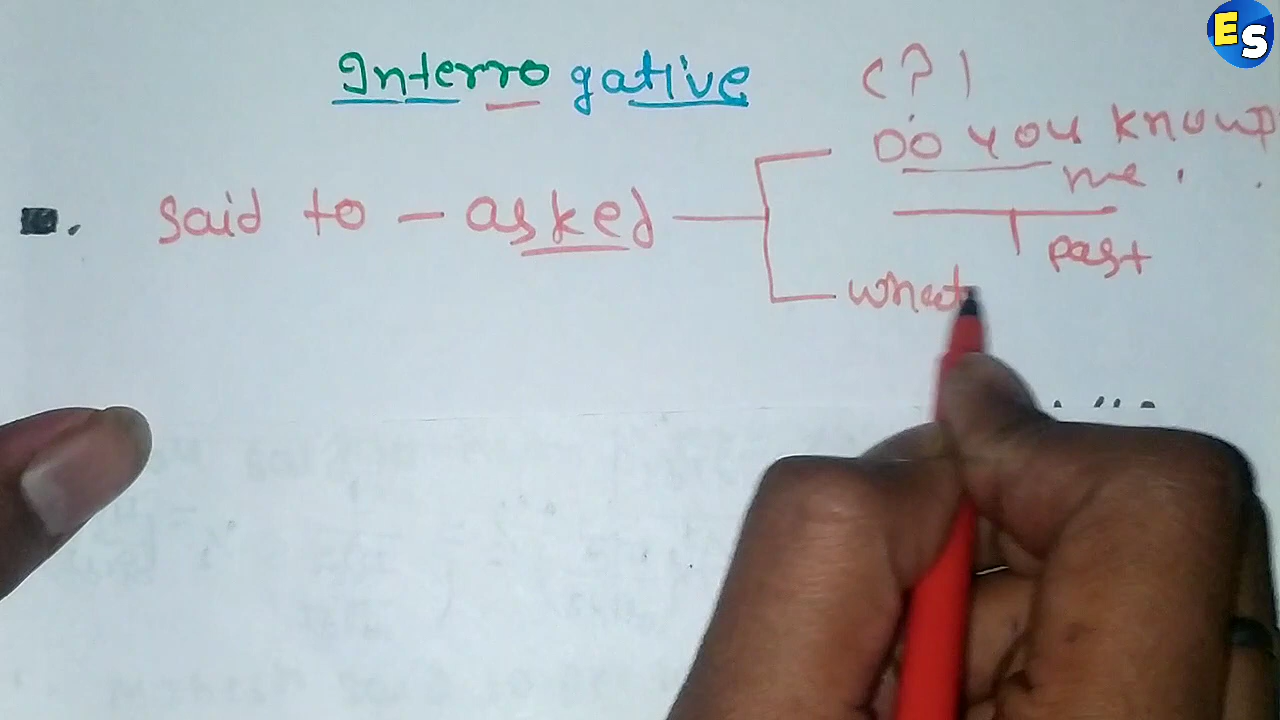 ES
Interrogative (?)
Do you know
me.
said to - asked
past
what